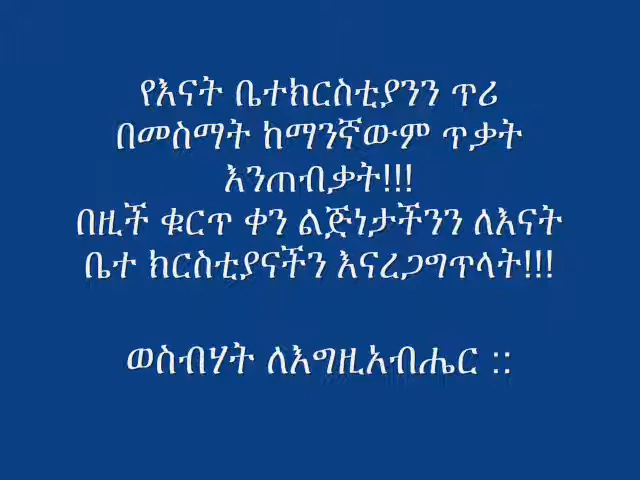 የእናት ቤተክርስቲያንን ጥሪ
በመስማት ከማንኛውም ጥቃት
እንጠብቃት!!!
በዚች ቁርጥ ቀን ልጅነታችንን ለእናት
ቤተ ክርስቲያናችን እናረጋግጥላት!!!
ወስብሃት ለእግዚአብሔር ::